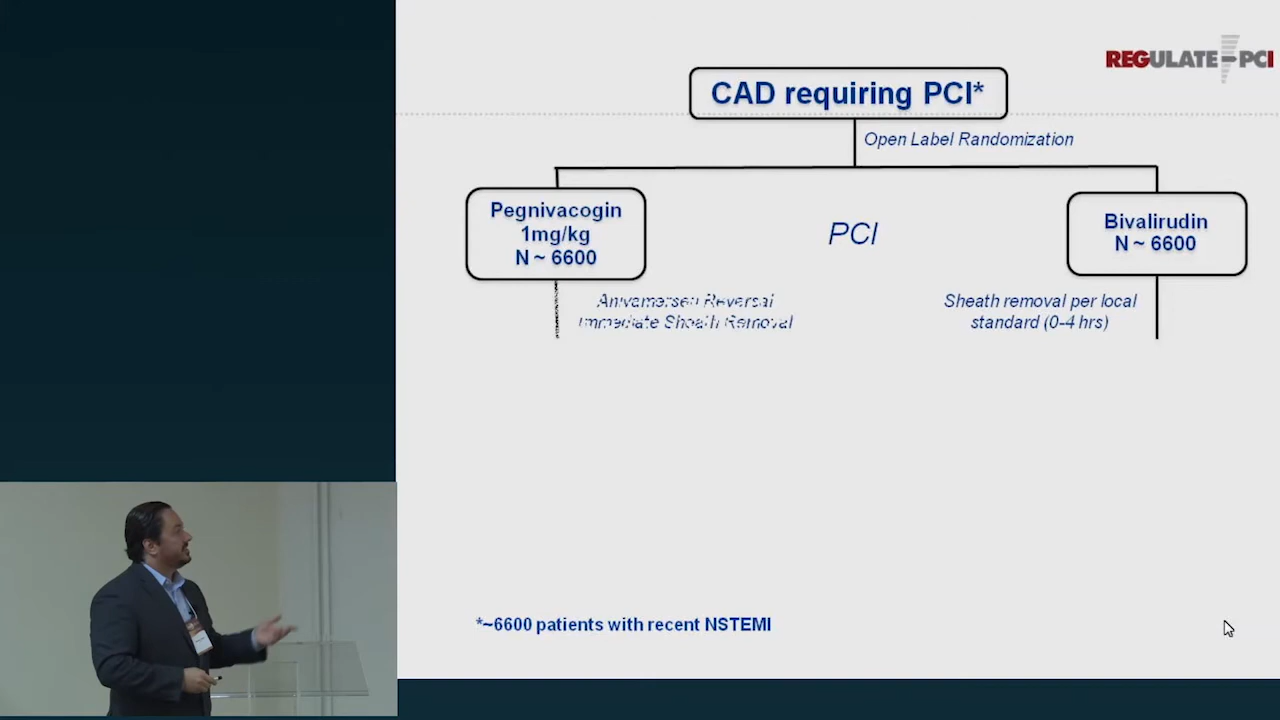 REGULATE PCI
CAD requiring PCI*
Open Label Randomization
Pegnivacogin
1mg/kg
N ~ 6600
PCI
Bivalirudin
N ~ 6600
Anivamersen Reversal
Immediate Sheath Removal
Sheath removal per local
standard (0-4 hrs)
*~6600 patients with recent NSTEMI